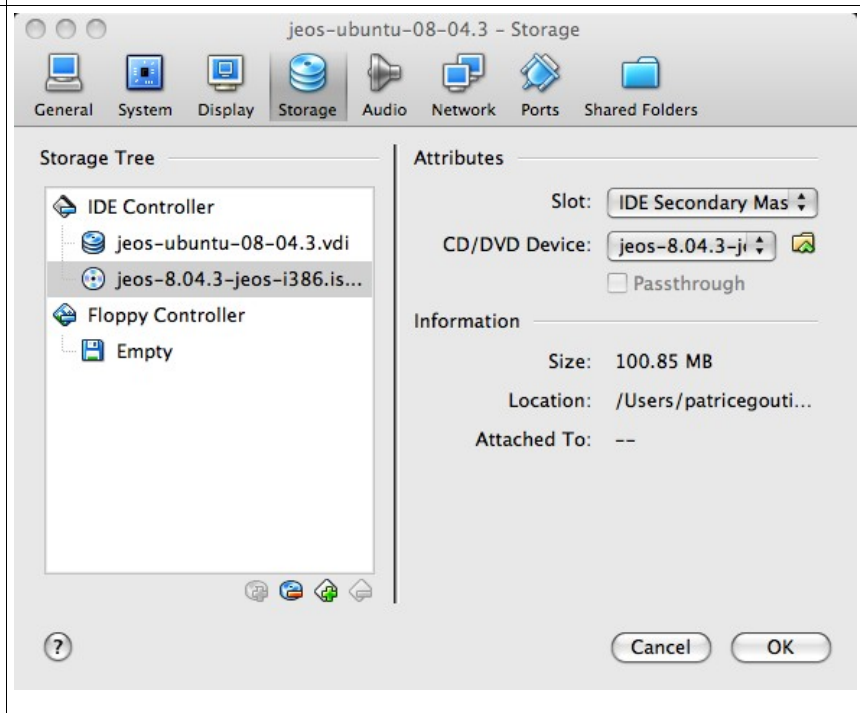 jeos-ubuntu-08-04.3 – Storage
General System Display Storage Audio Network Ports Shared Folders
Storage Tree
IDE Controller
jeos-ubuntu-08-04.3.vdi
jeos-8.04.3-jeos-i386.is...
Floppy Controller
Empty
Attributes
Slot: IDE Secondary Mas
CD/DVD Device: jeos-8.04.3-j
Passthrough
Information
Size: 100.85 MB
Location: /Users/patricegouti...
Attached To: --
?
Cancel OK